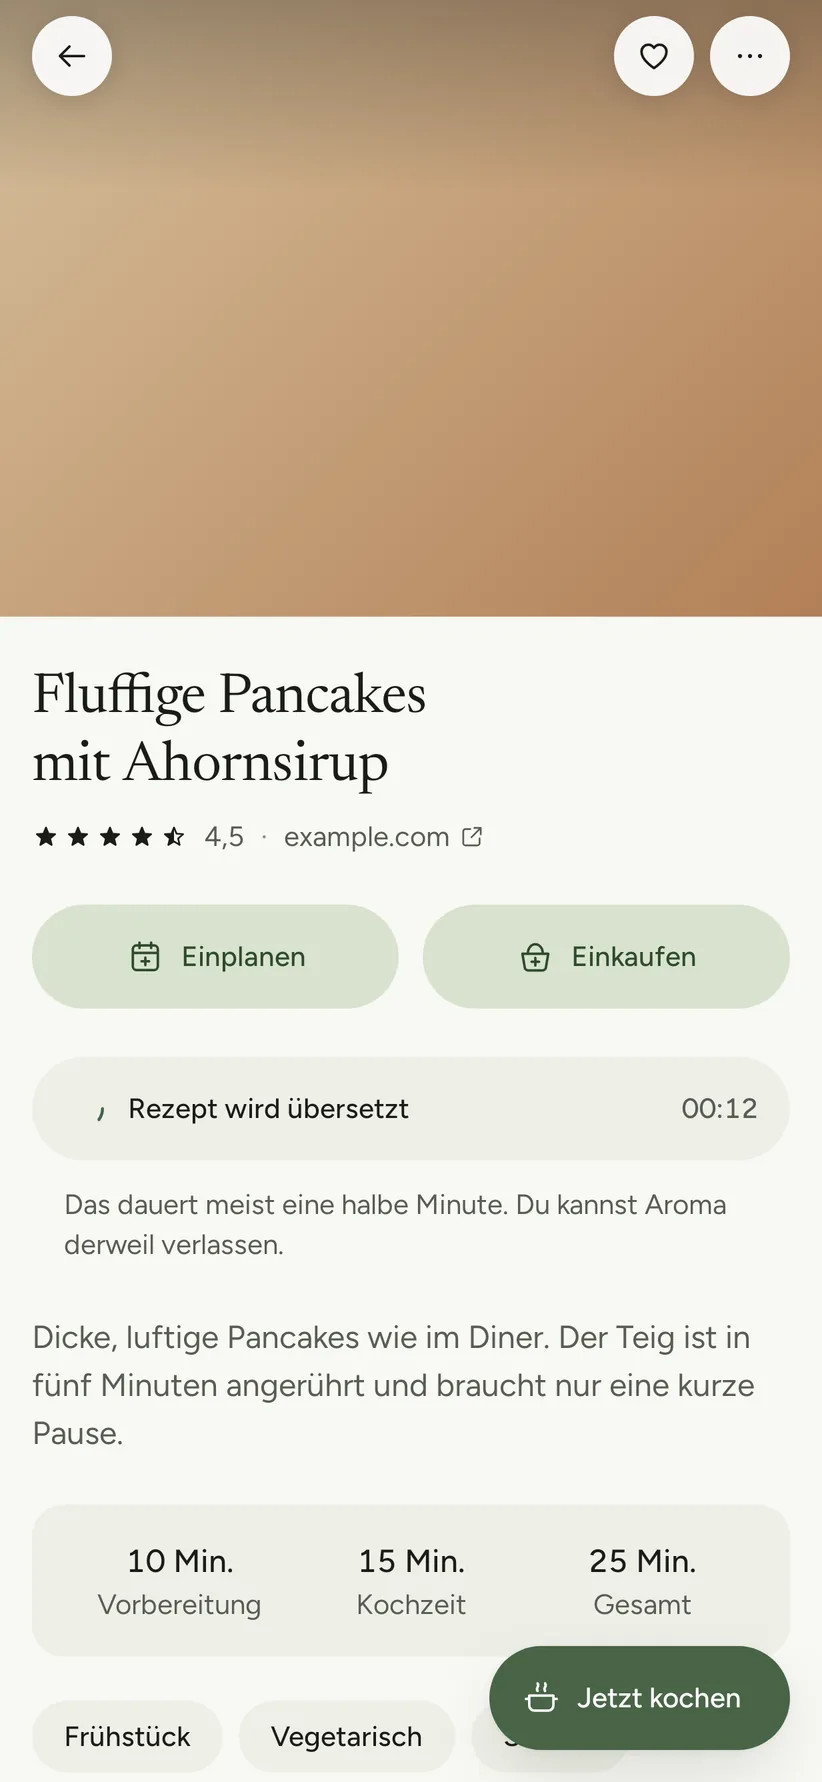 Fluffige Pancakes
mit Ahornsirup
4,5 · example.com
Einplanen
Einkaufen
Rezept wird übersetzt
00:12
Das dauert meist eine halbe Minute. Du kannst Aroma
derweil verlassen.
Dicke, luftige Pancakes wie im Diner. Der Teig ist in
fünf Minuten angerührt und braucht nur eine kurze
Pause.
10 Min.
Vorbereitung
15 Min.
Kochzeit
25 Min.
Gesamt
Jetzt kochen
Frühstück
Vegetarisch